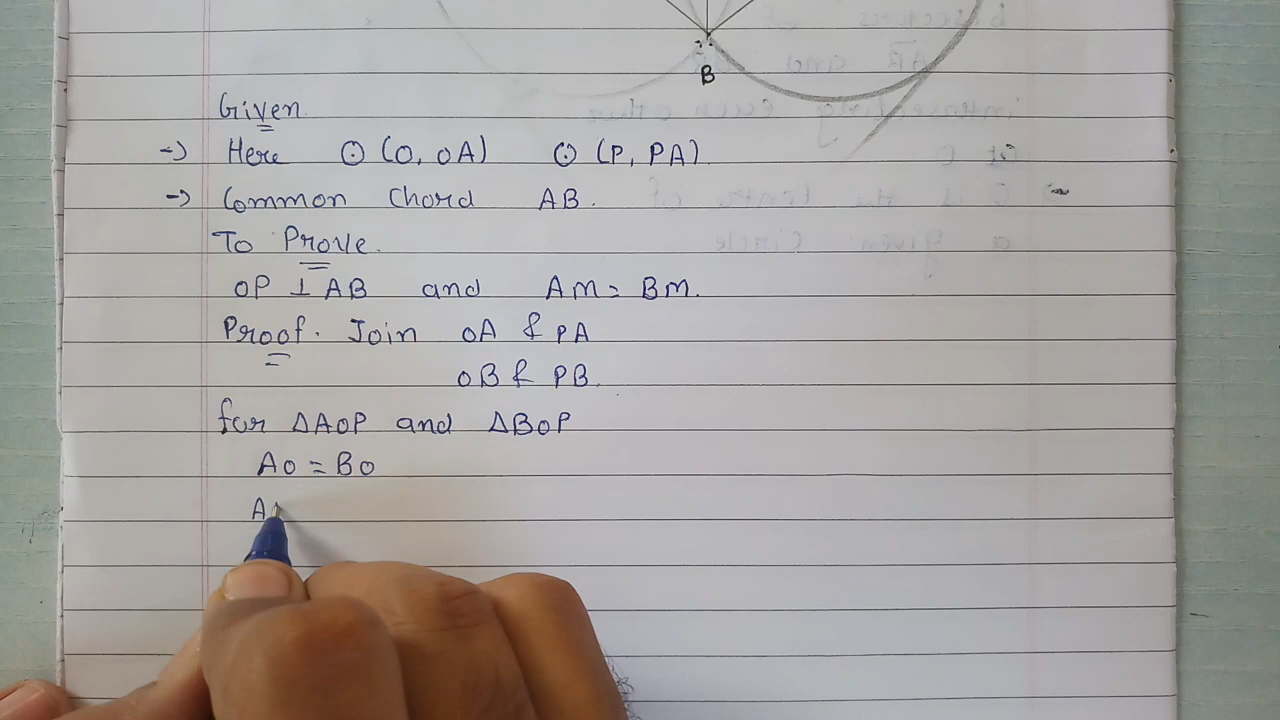 B
Given
-> Here ⊙ (O, OA) ⊙ (P, PA)
-> Common Chord AB.
To Prove.
OP ⊥ AB and AM = BM.
Proof. Join OA & PA
OB & PB.
for ΔAOP and ΔBOP
AO = BO
A